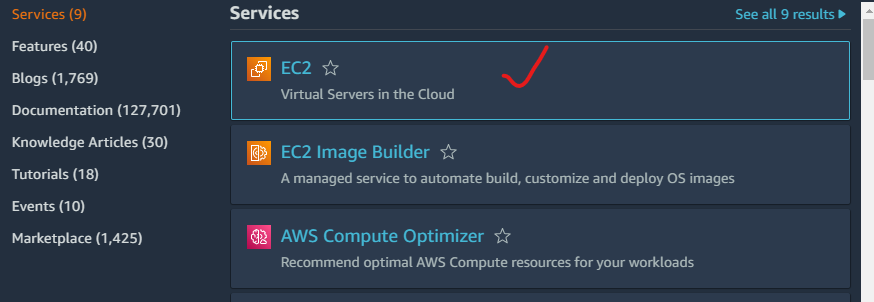 Services (9)
Features (40)
Blogs (1,769)
Documentation (127,701)
Knowledge Articles (30)
Tutorials (18)
Events (10)
Marketplace (1,425)
Services
See all 9 results
EC2
Virtual Servers in the Cloud
EC2 Image Builder
A managed service to automate build, customize and deploy OS images
AWS Compute Optimizer
Recommend optimal AWS Compute resources for your workloads